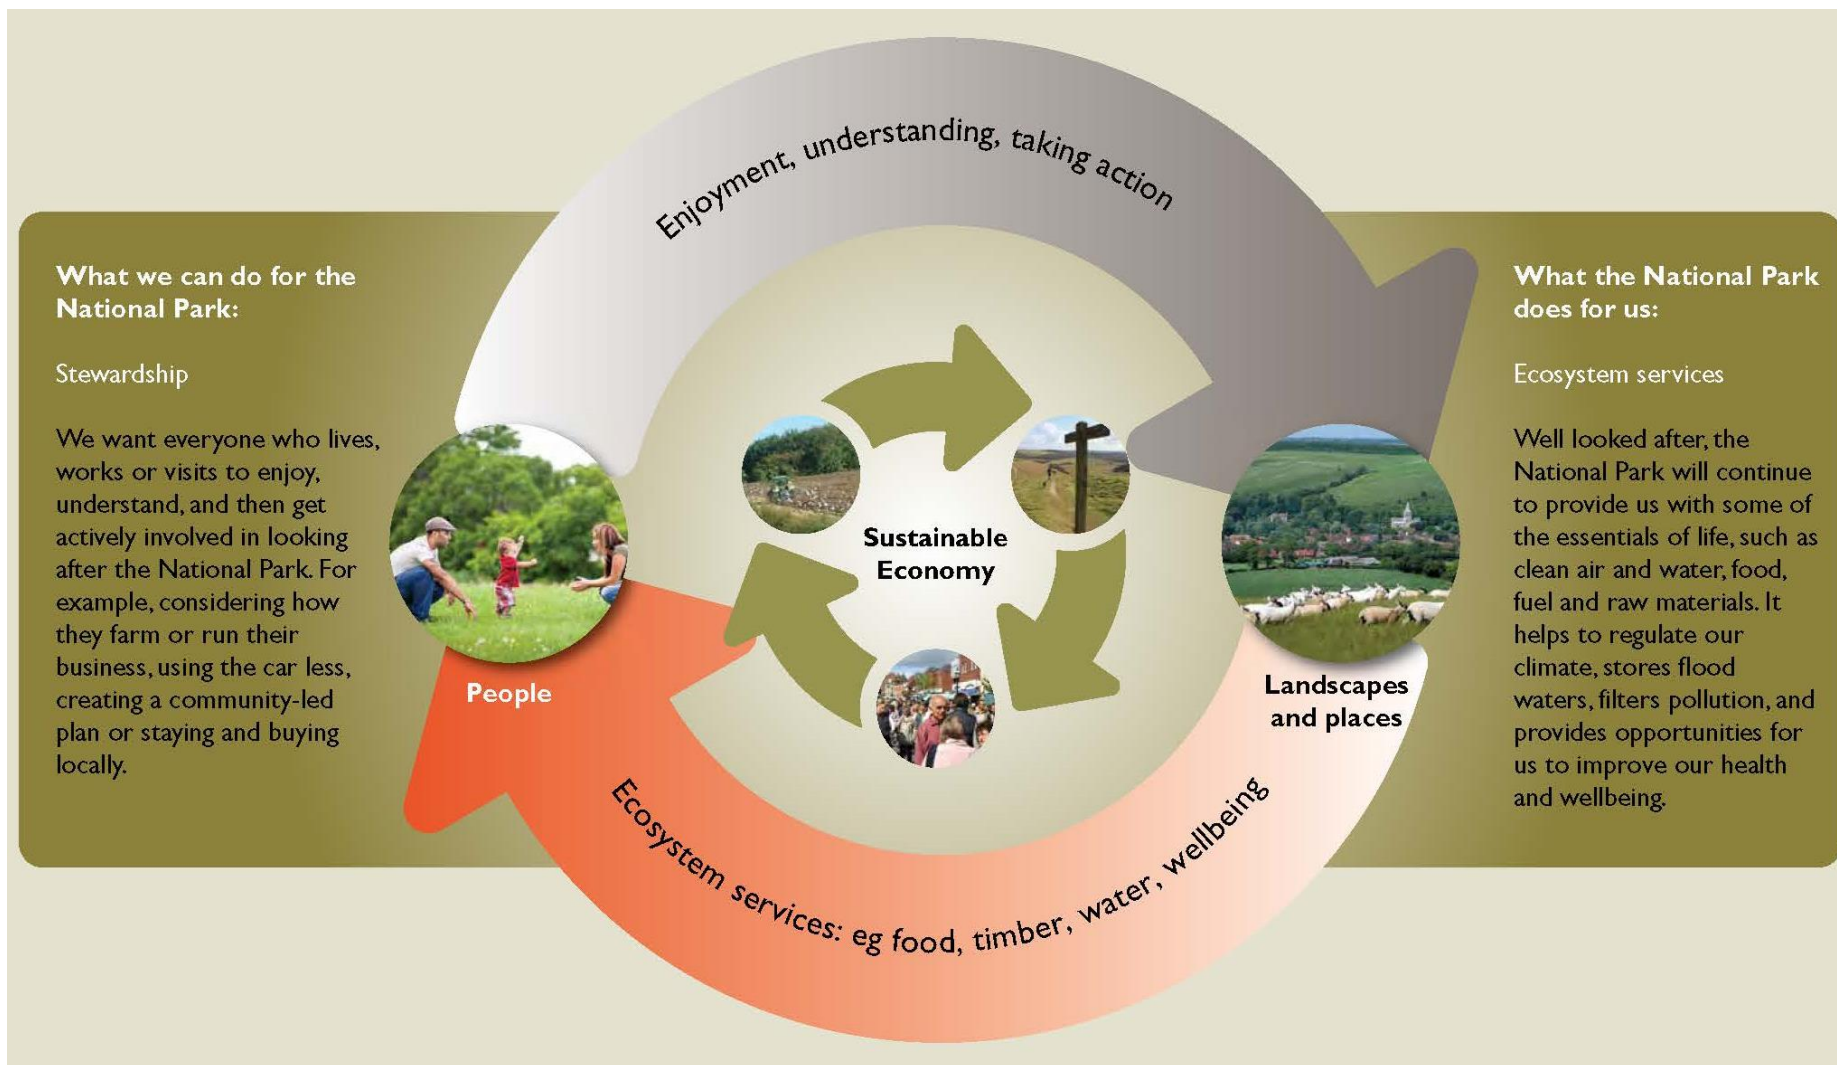 Enjoyment, understanding, taking action
What we can do for the
National Park:
Stewardship
We want everyone who lives,
works or visits to enjoy,
understand, and then get
actively involved in looking
after the National Park. For
example, considering how
they farm or run their
business, using the car less,
creating a community-led
plan or staying and buying
locally.
People
Sustainable
Economy
Landscapes
and places
Ecosystem services: eg food, timber, water, wellbeing
What the National Park
does for us:
Ecosystem services
Well looked after, the
National Park will continue
to provide us with some of
the essentials of life, such as
clean air and water, food,
fuel and raw materials. It
helps to regulate our
climate, stores flood
waters, filters pollution, and
provides opportunities for
us to improve our health
and wellbeing.